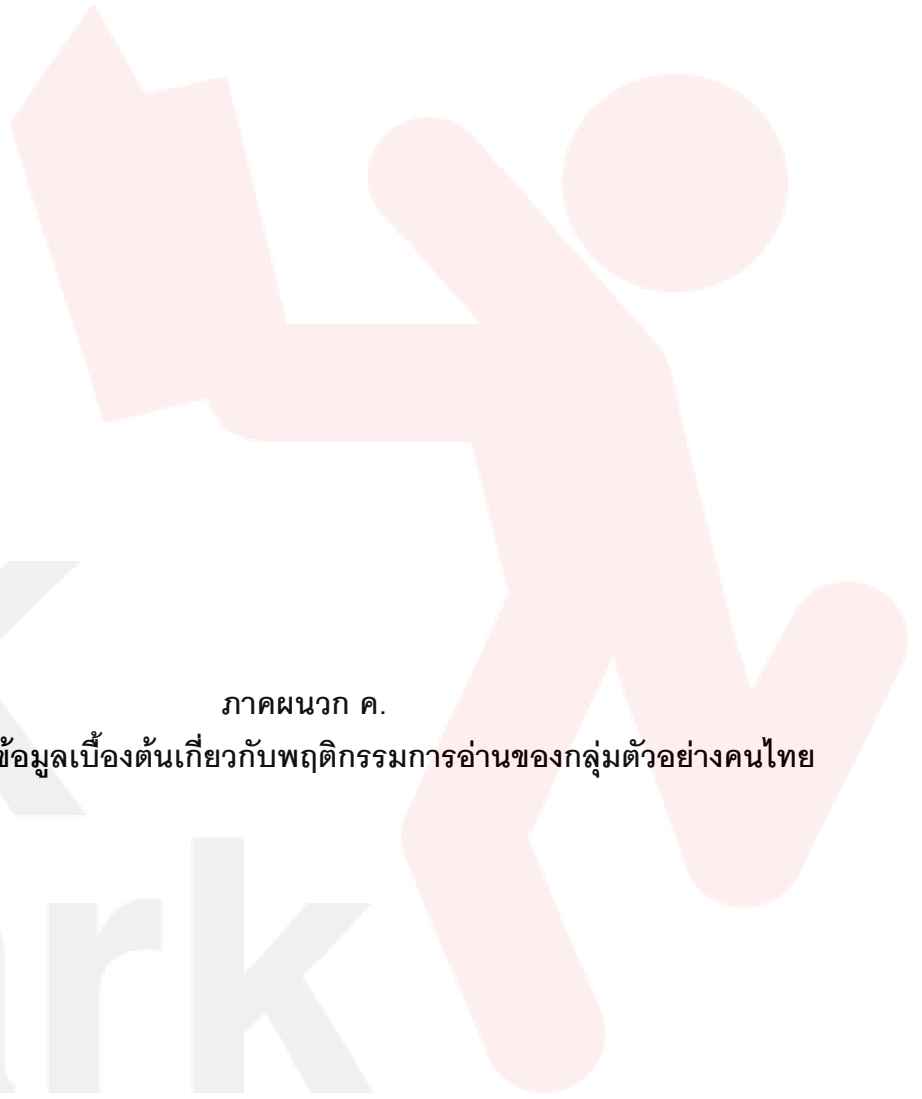 ภาคผนวก ค.
ข้อมูลเบื้องต้นเกี่ยวกับพฤติกรรมการอ่านของกลุ่มตัวอย่างคนไทย
k
ark